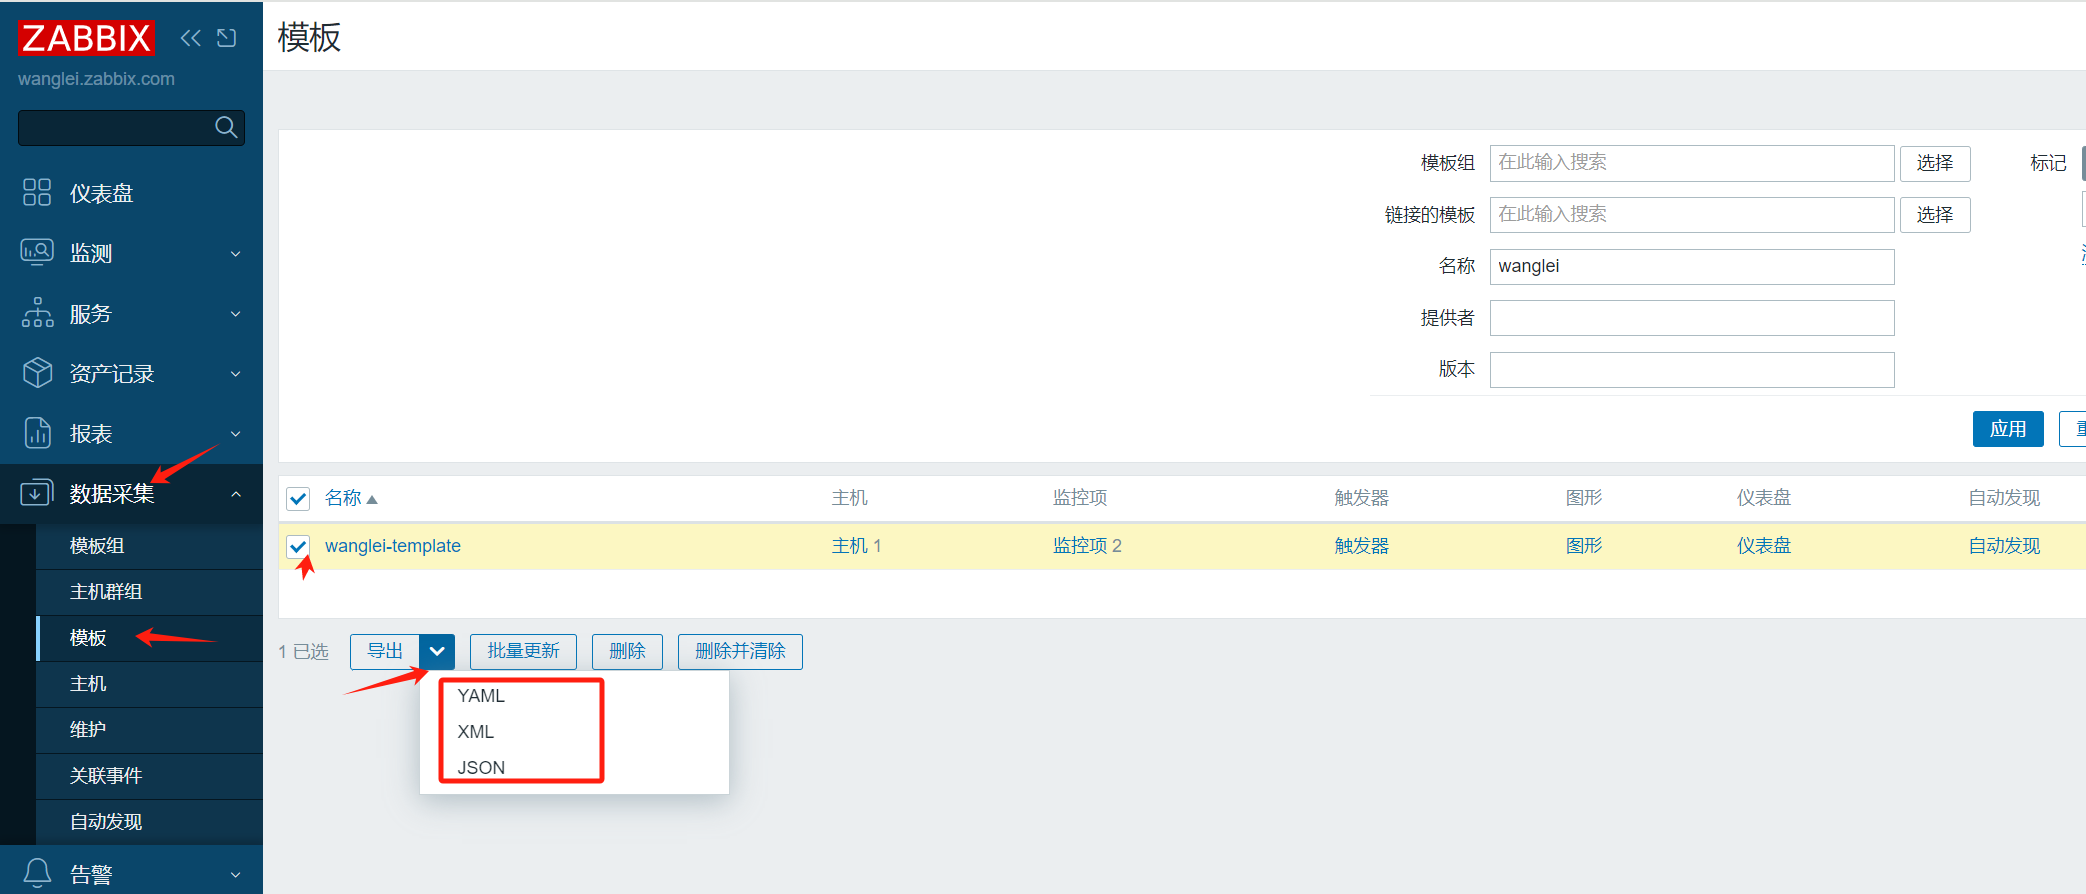 ZABBIX
wanglei.zabbix.com
仪表盘
监测
服务
资产记录
报表
数据采集
模板组
主机群组
模板
主机
维护
关联事件
自动发现
告警
模板
模板组 在此输入搜索 选择 标记
链接的模板 在此输入搜索 选择
名称 wanglei
提供者
版本
应用
名称 主机 监控项 触发器 图形 仪表盘 自动发现
wanglei-template 主机 1 监控项 2 触发器 图形 仪表盘 自动发现
1 已选 导出 批量更新 删除 删除并清除
YAML
XML
JSON